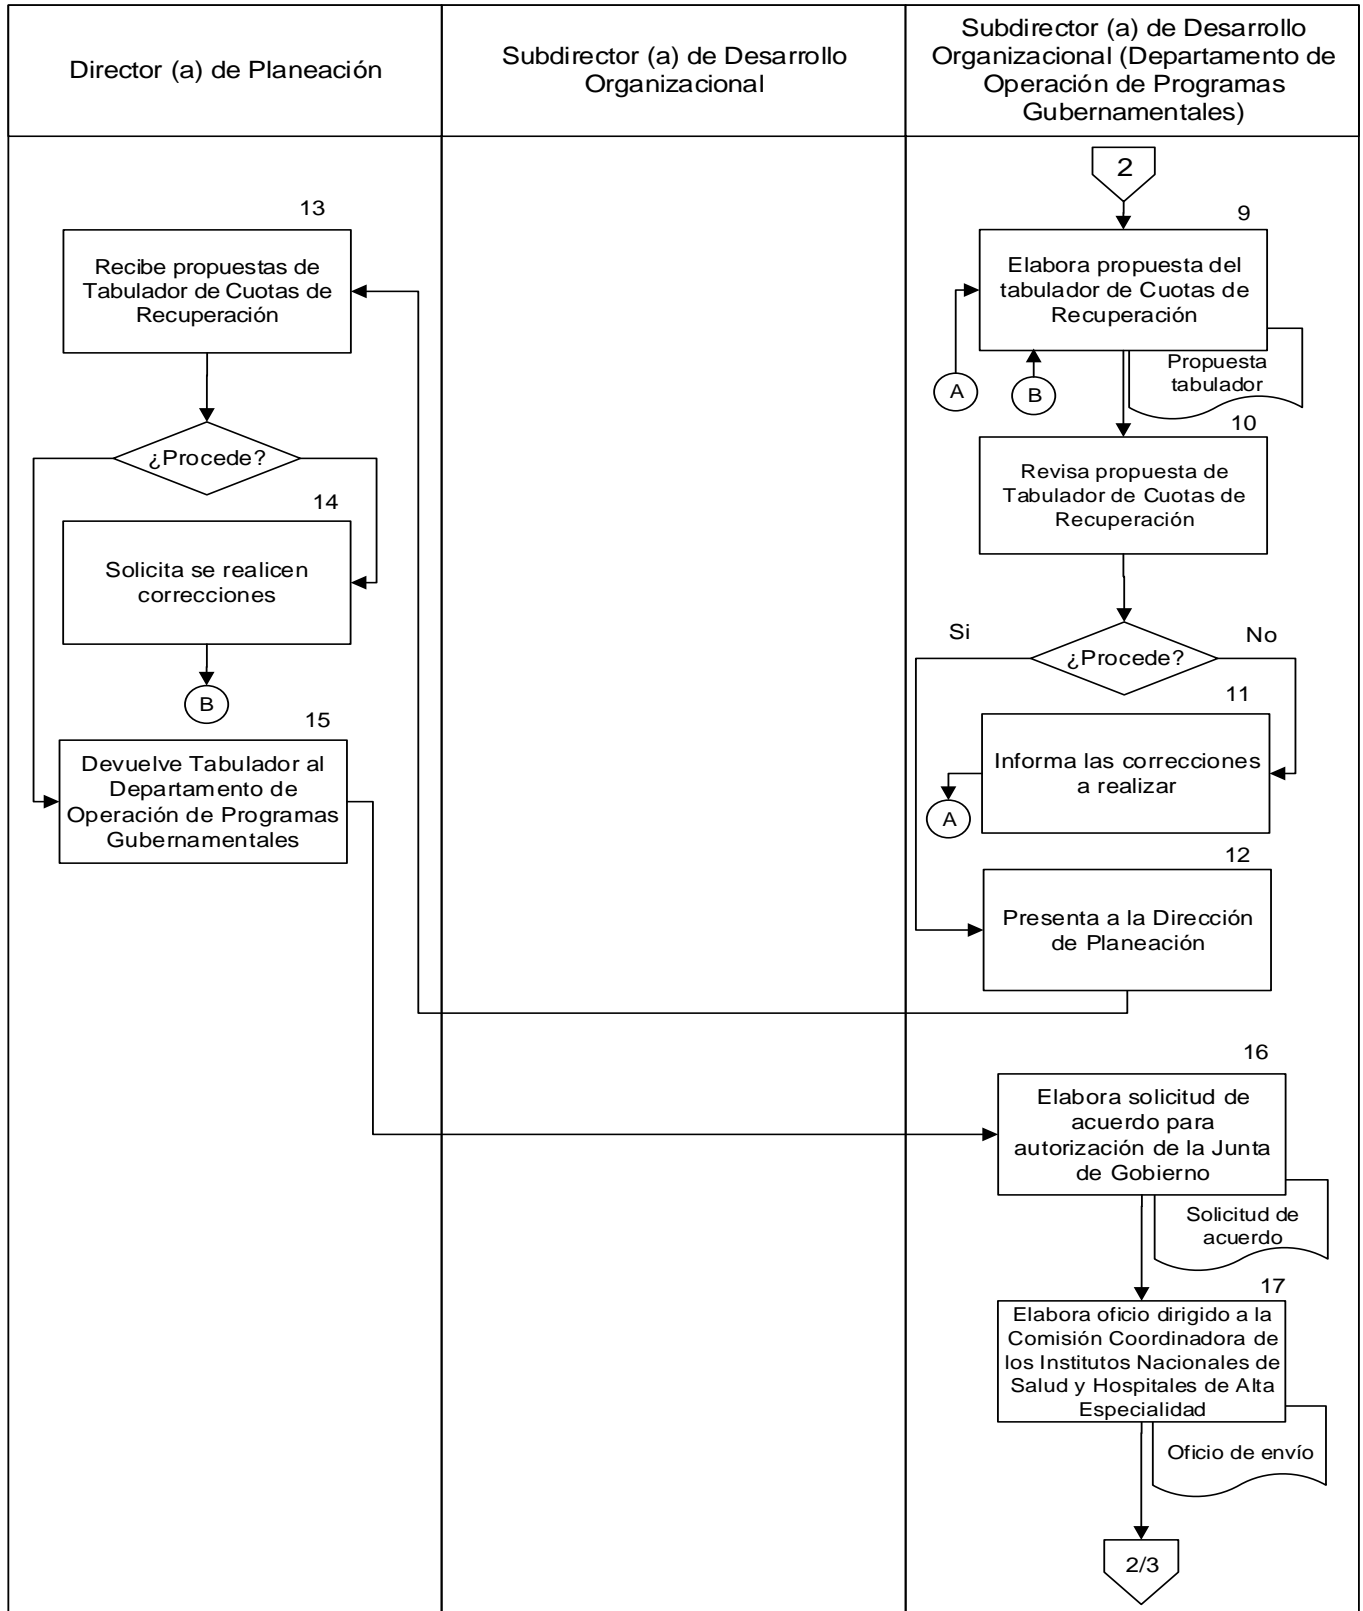 Director (a) de Planeación
Subdirector (a) de Desarrollo
Organizacional
Subdirector (a) de Desarrollo
Organizacional (Departamento de
Operación de Programas
Gubernamentales)
2
9
Elabora propuesta del
tabulador de Cuotas de
Recuperación
Propuesta
tabulador
A
B
10
Revisa propuesta de
Tabulador de Cuotas de
Recuperación
¿Procede?
Si
No
11
Informa las correcciones
a realizar
A
12
Presenta a la Dirección
de Planeación
13
Recibe propuestas de
Tabulador de Cuotas de
Recuperación
¿Procede?
14
Solicita se realicen
correcciones
B
15
Devuelve Tabulador al
Departamento de
Operación de Programas
Gubernamentales
16
Elabora solicitud de
acuerdo para
autorización de la Junta
de Gobierno
Solicitud de
acuerdo
17
Elabora oficio dirigido a la
Comisión Coordinadora de
los Institutos Nacionales de
Salud y Hospitales de Alta
Especialidad
Oficio de envío
2/3